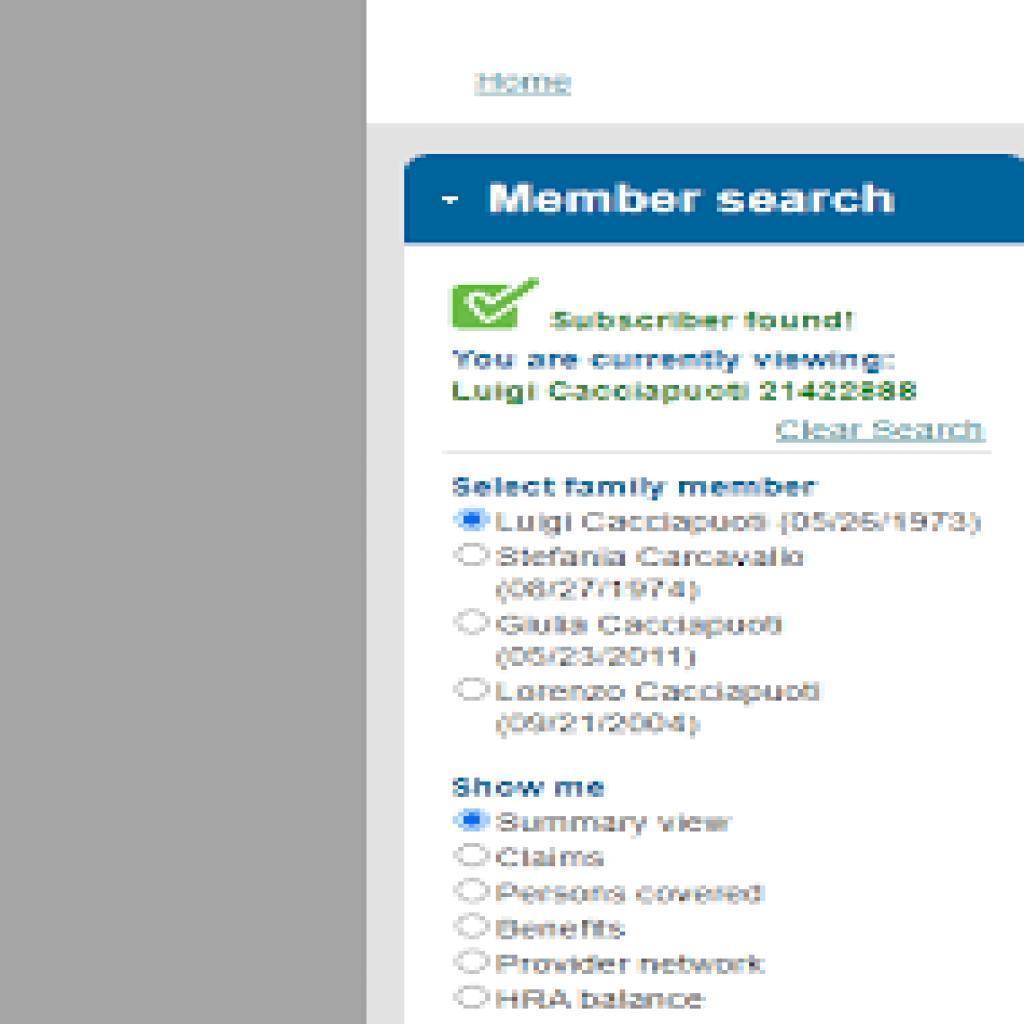 Home
Member search
Subscriber found!
You are currently viewing:
Luigi Cacciapuoti 21422888
Clear Search
Select family member
Luigi Cacciapuoti (05/26/1973)
Stefania Carcavallo
(08/27/1974)
Giulia Cacciapuoti
(05/23/2011)
Lorenzo Cacciapuoti
(09/21/2004)
Show me
Summary view
Claims
Persons covered
Benefits
Provider network
HRA balance